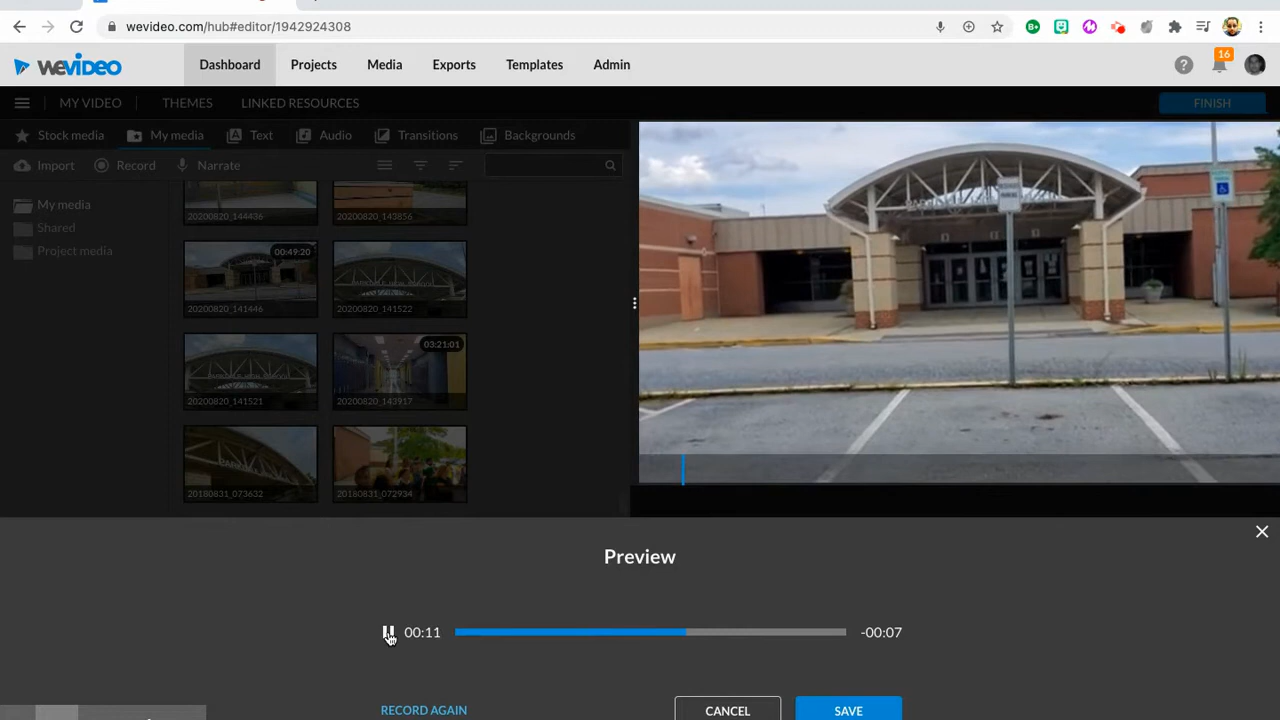 wevideo.com/hub#editor/1942924308
WEVIDEO
Dashboard
Projects
Media
Exports
Templates
Admin
16
MY VIDEO
THEMES
LINKED RESOURCES
FINISH
Stock media
My media
Text
Audio
Transitions
Backgrounds
Import
Record
Narrate
My media
Shared
Project media
20200820_144436
20200820_143856
00:49:20
20200820_141446
20200820_141522
20200820_141521
03:21:01
20200820_143917
20180831_073632
20180831_072934
RESERVED
PARKING
Preview
00:11
-00:07
RECORD AGAIN
CANCEL
SAVE